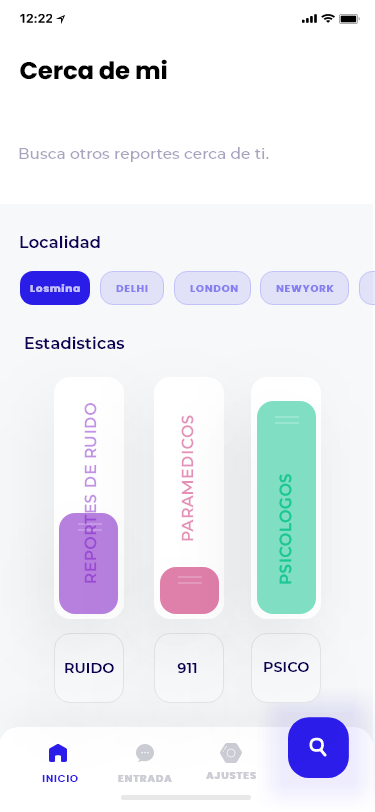 12:22
Cerca de mi
Busca otros reportes cerca de ti.
Localidad
Losmina DELHI LONDON NEWYORK
Estadisticas
REPORTES DE RUIDO
PARAMEDICOS
PSICOLOGOS
RUIDO 911 PSICO
INICIO ENTRADA AJUSTES